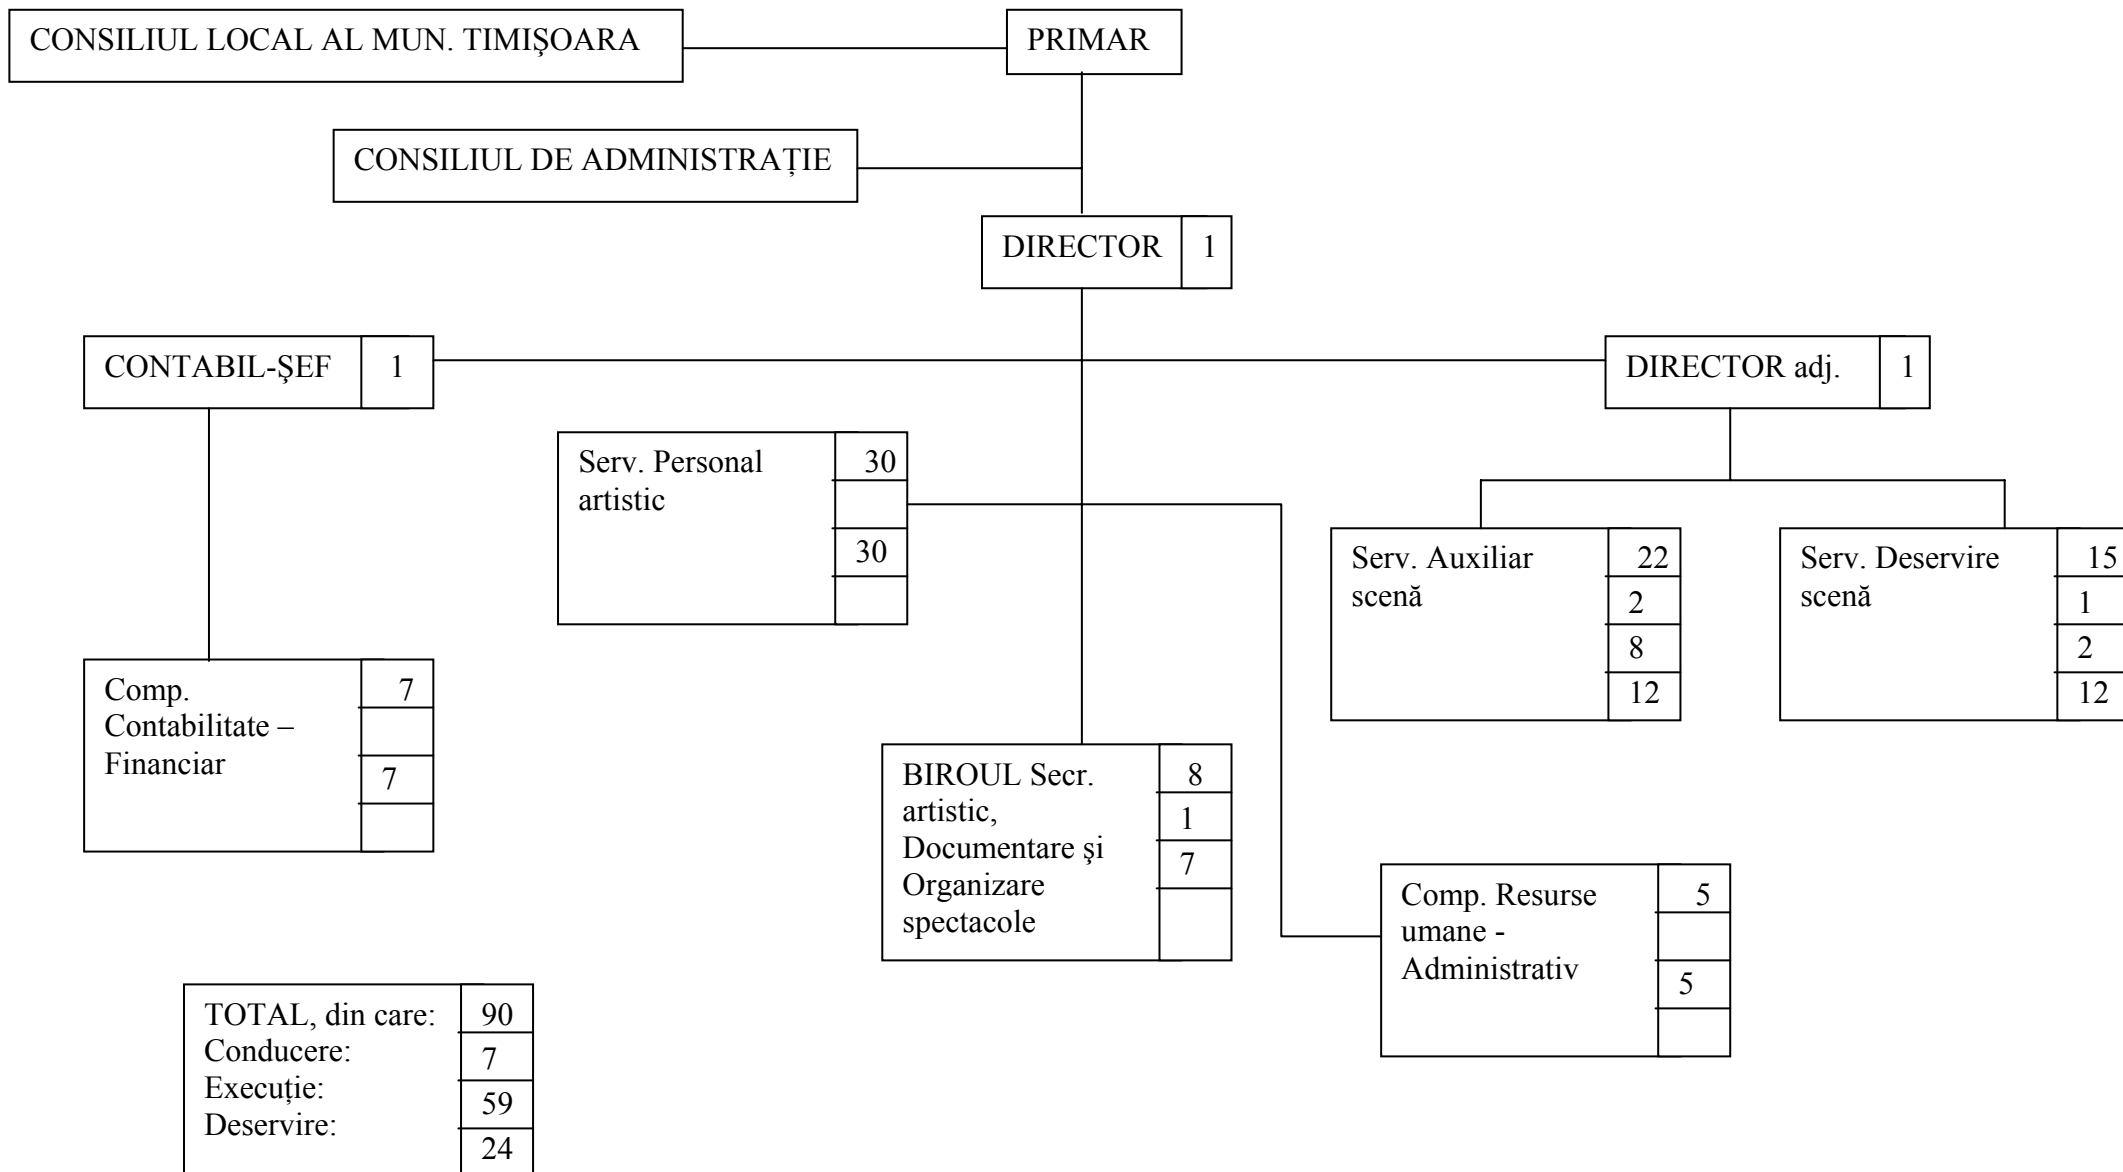 CONSILIUL LOCAL AL MUN. TIMIŞOARA
PRIMAR
CONSILIUL DE ADMINISTRAȚIE
DIRECTOR 1
CONTABIL-ŞEF 1
DIRECTOR adj. 1
Serv. Personal
artistic
30
30
Serv. Auxiliar
scenă
22
2
8
12
Serv. Deservire
scenă
15
1
2
12
Comp.
Contabilitate –
Financiar
7
7
BIROUL Secr.
artistic,
Documentare şi
Organizare
spectacole
8
1
7
Comp. Resurse
umane -
Administrativ
5
5
TOTAL, din care: 90
Conducere: 7
Execuție: 59
Deservire: 24